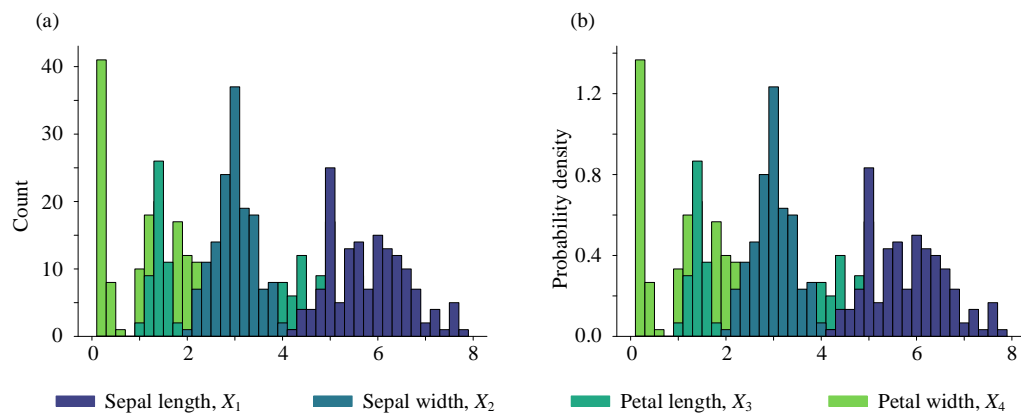 (a)
(b)
Count
40
30
20
10
0
0 2 4 6 8
Probability density
1.2
0.8
0.4
0.0
0 2 4 6 8
Sepal length, X₁ Sepal width, X₂ Petal length, X₃ Petal width, X₄